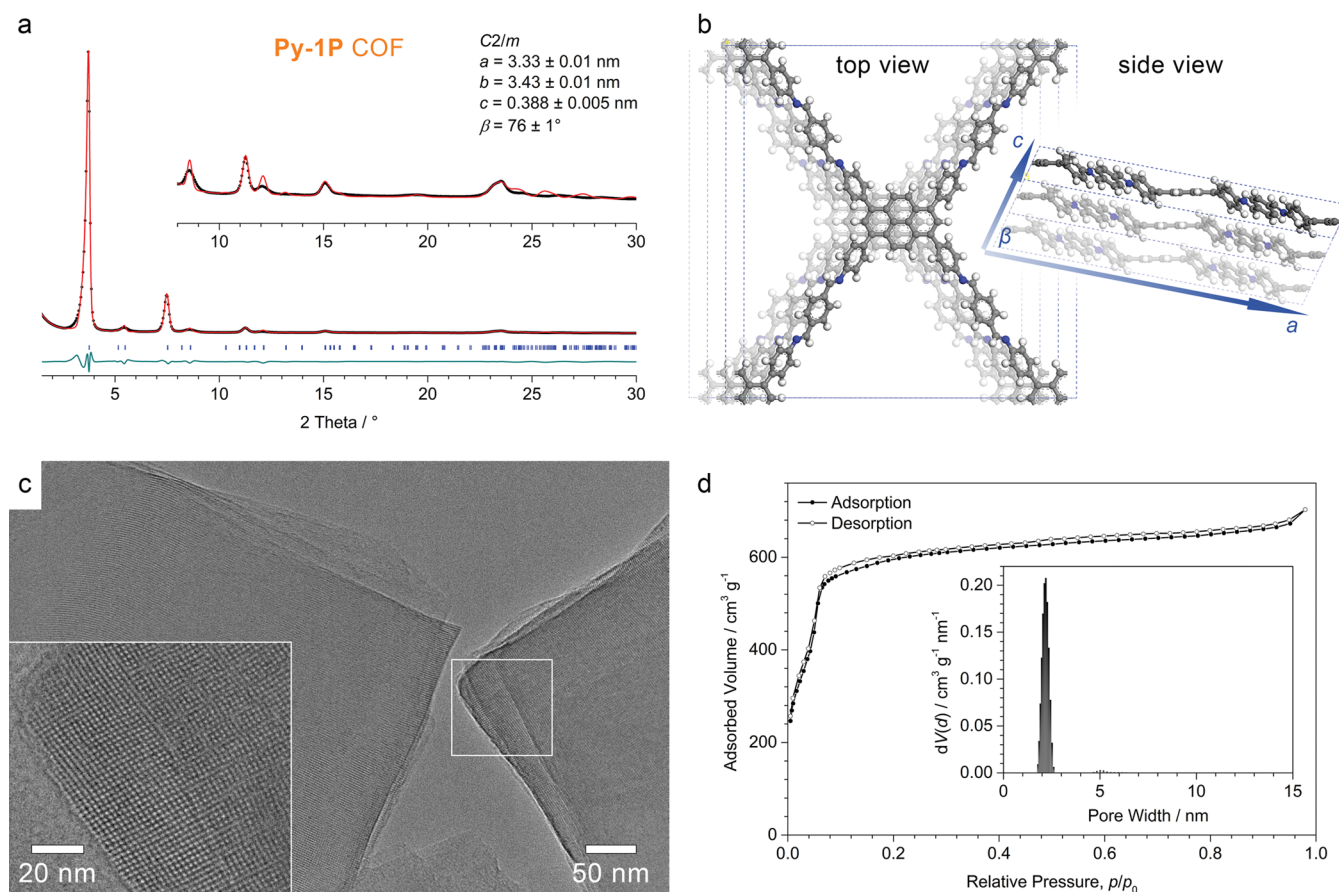 a
Py-1P COF
C2/m
a = 3.33 ± 0.01 nm
b = 3.43 ± 0.01 nm
c = 0.388 ± 0.005 nm
β = 76 ± 1°
10 15 20 25 30
5 10 15 20 25 30
2 Theta / °
b
top view
side view
c
β
a
c
20 nm
50 nm
d
Adsorption
Desorption
600
400
200
0
Adsorbed Volume / cm³ g⁻¹
0.0 0.2 0.4 0.6 0.8 1.0
Relative Pressure, p/p₀
0.20
0.15
0.10
0.05
0.00
dV(d) / cm³ g⁻¹ nm⁻¹
0 5 10 15
Pore Width / nm